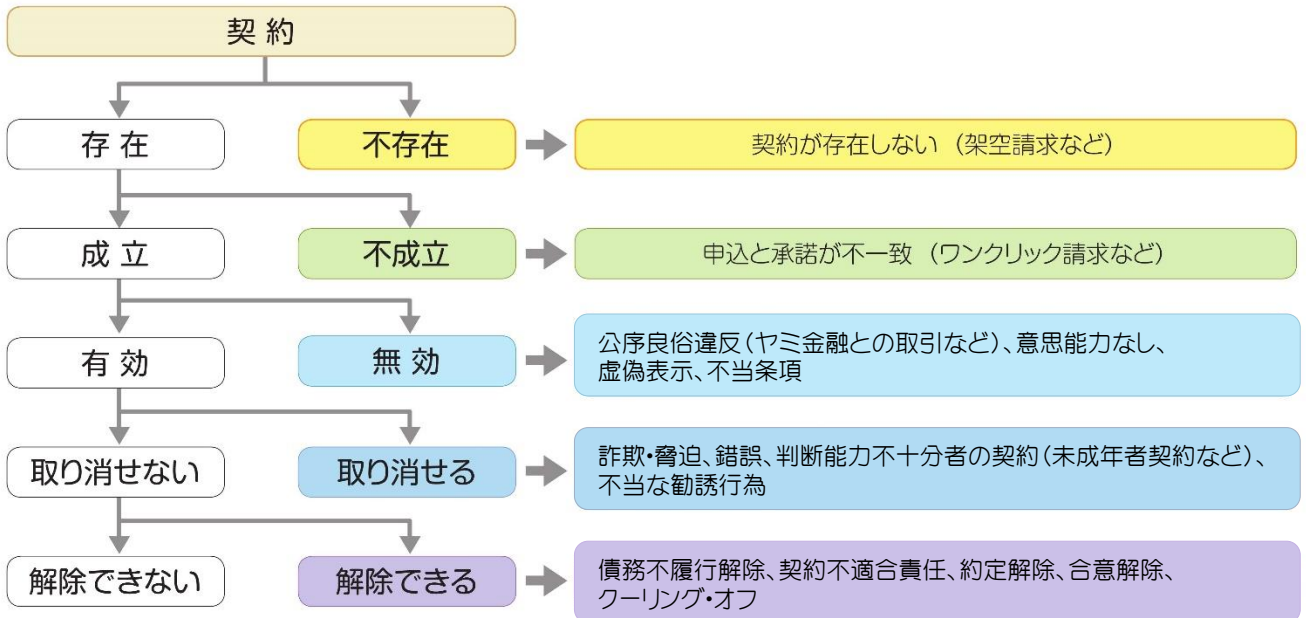 契約
存在
不存在
契約が存在しない（架空請求など）
成立
不成立
申込と承諾が不一致（ワンクリック請求など）
有効
無効
公序良俗違反（ヤミ金融との取引など）、意思能力なし、
虚偽表示、不当条項
取り消せない
取り消せる
詐欺・脅迫、錯誤、判断能力不十分者の契約（未成年者契約など）、
不当な勧誘行為
解除できない
解除できる
債務不履行解除、契約不適合責任、約定解除、合意解除、
クーリング・オフ